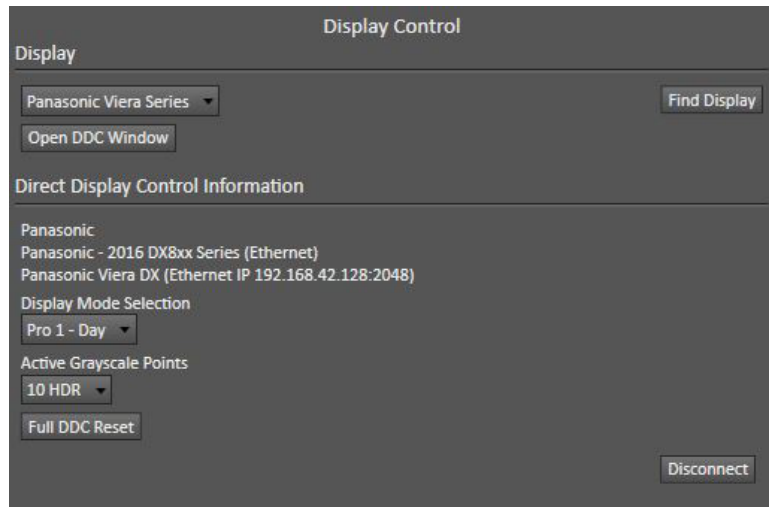 Display Control
Display
Panasonic Viera Series
Find Display
Open DDC Window
Direct Display Control Information
Panasonic
Panasonic - 2016 DX8xx Series (Ethernet)
Panasonic Viera DX (Ethernet IP 192.168.42.128:2048)
Display Mode Selection
Pro 1 - Day
Active Grayscale Points
10 HDR
Full DDC Reset
Disconnect